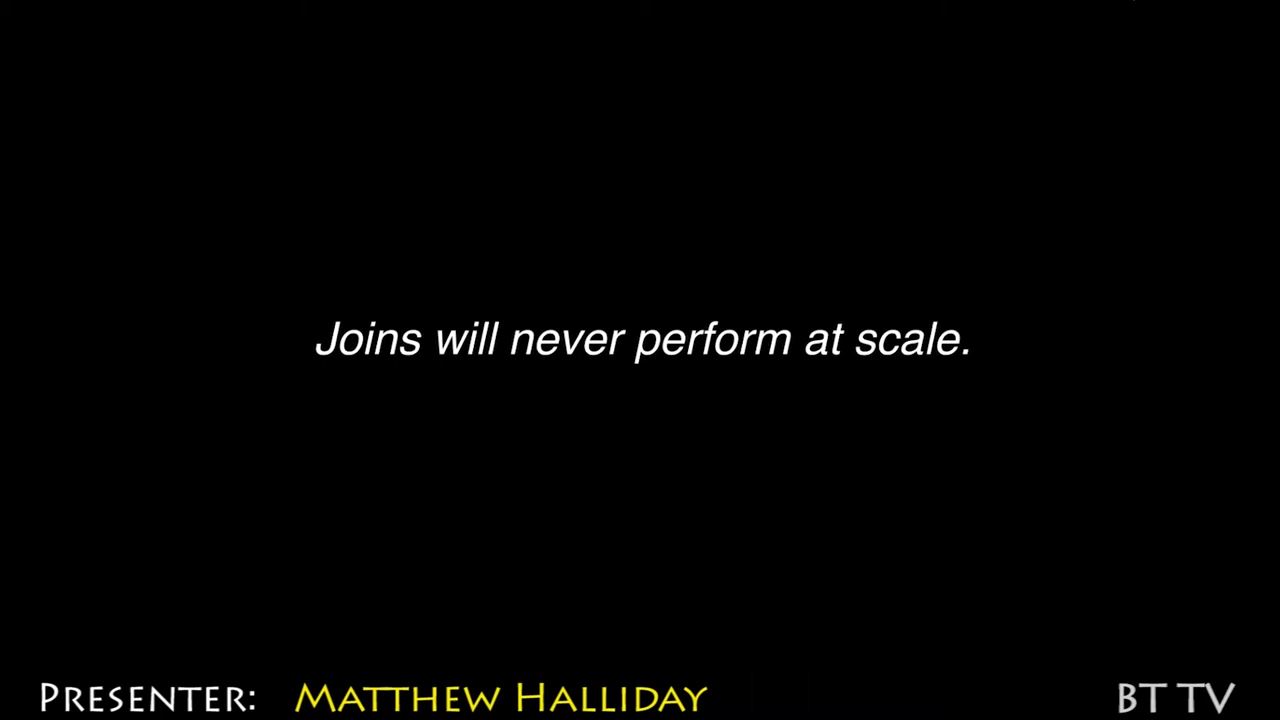 Joins will never perform at scale.
PRESENTER: MATTHEW HALLIDAY BT TV